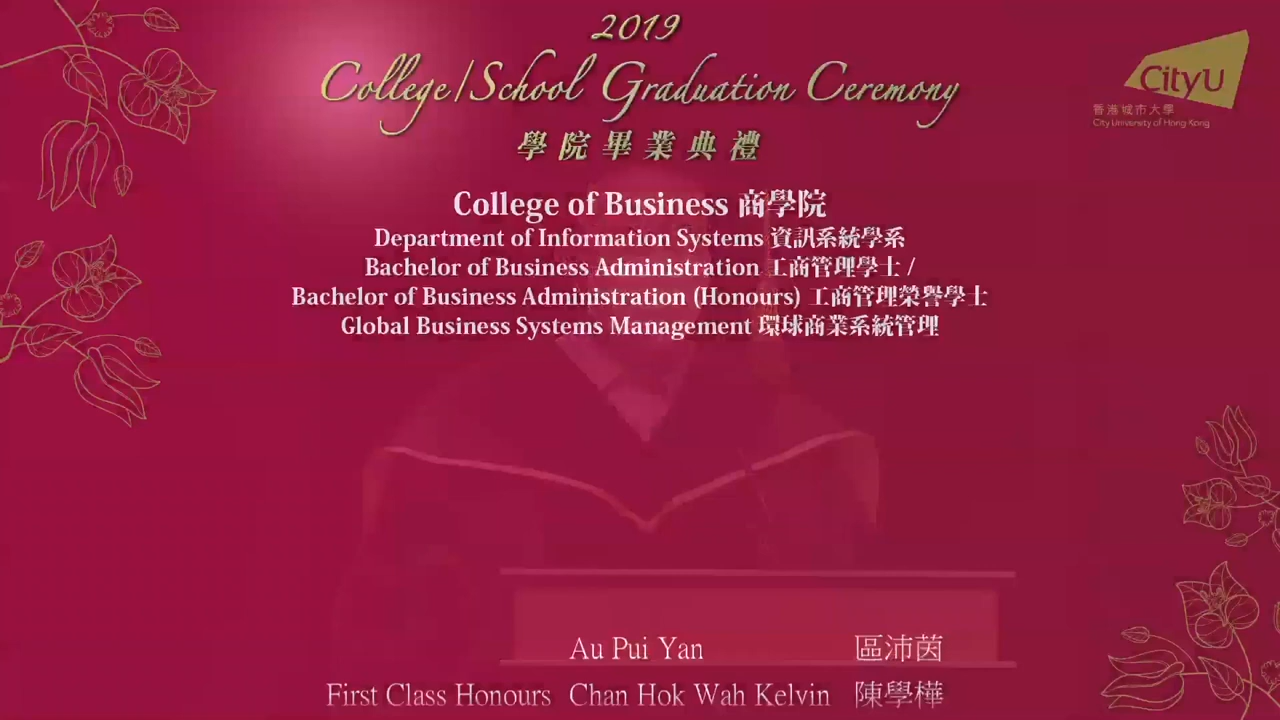 2019
College/School Graduation Ceremony
學院畢業典禮
CityU
香港城市大學
City University of Hong Kong
College of Business 商學院
Department of Information Systems 資訊系統學系
Bachelor of Business Administration 工商管理學士 /
Bachelor of Business Administration (Honours) 工商管理榮譽學士
Global Business Systems Management 環球商業系統管理
Au Pui Yan 區沛茵
First Class Honours Chan Hok Wah Kelvin 陳學樺